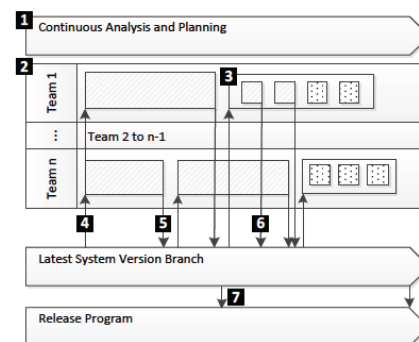 1 Continuous Analysis and Planning
2
Team 1
3
⋮ Team 2 to n-1
Team n
4 5 6
Latest System Version Branch
7
Release Program